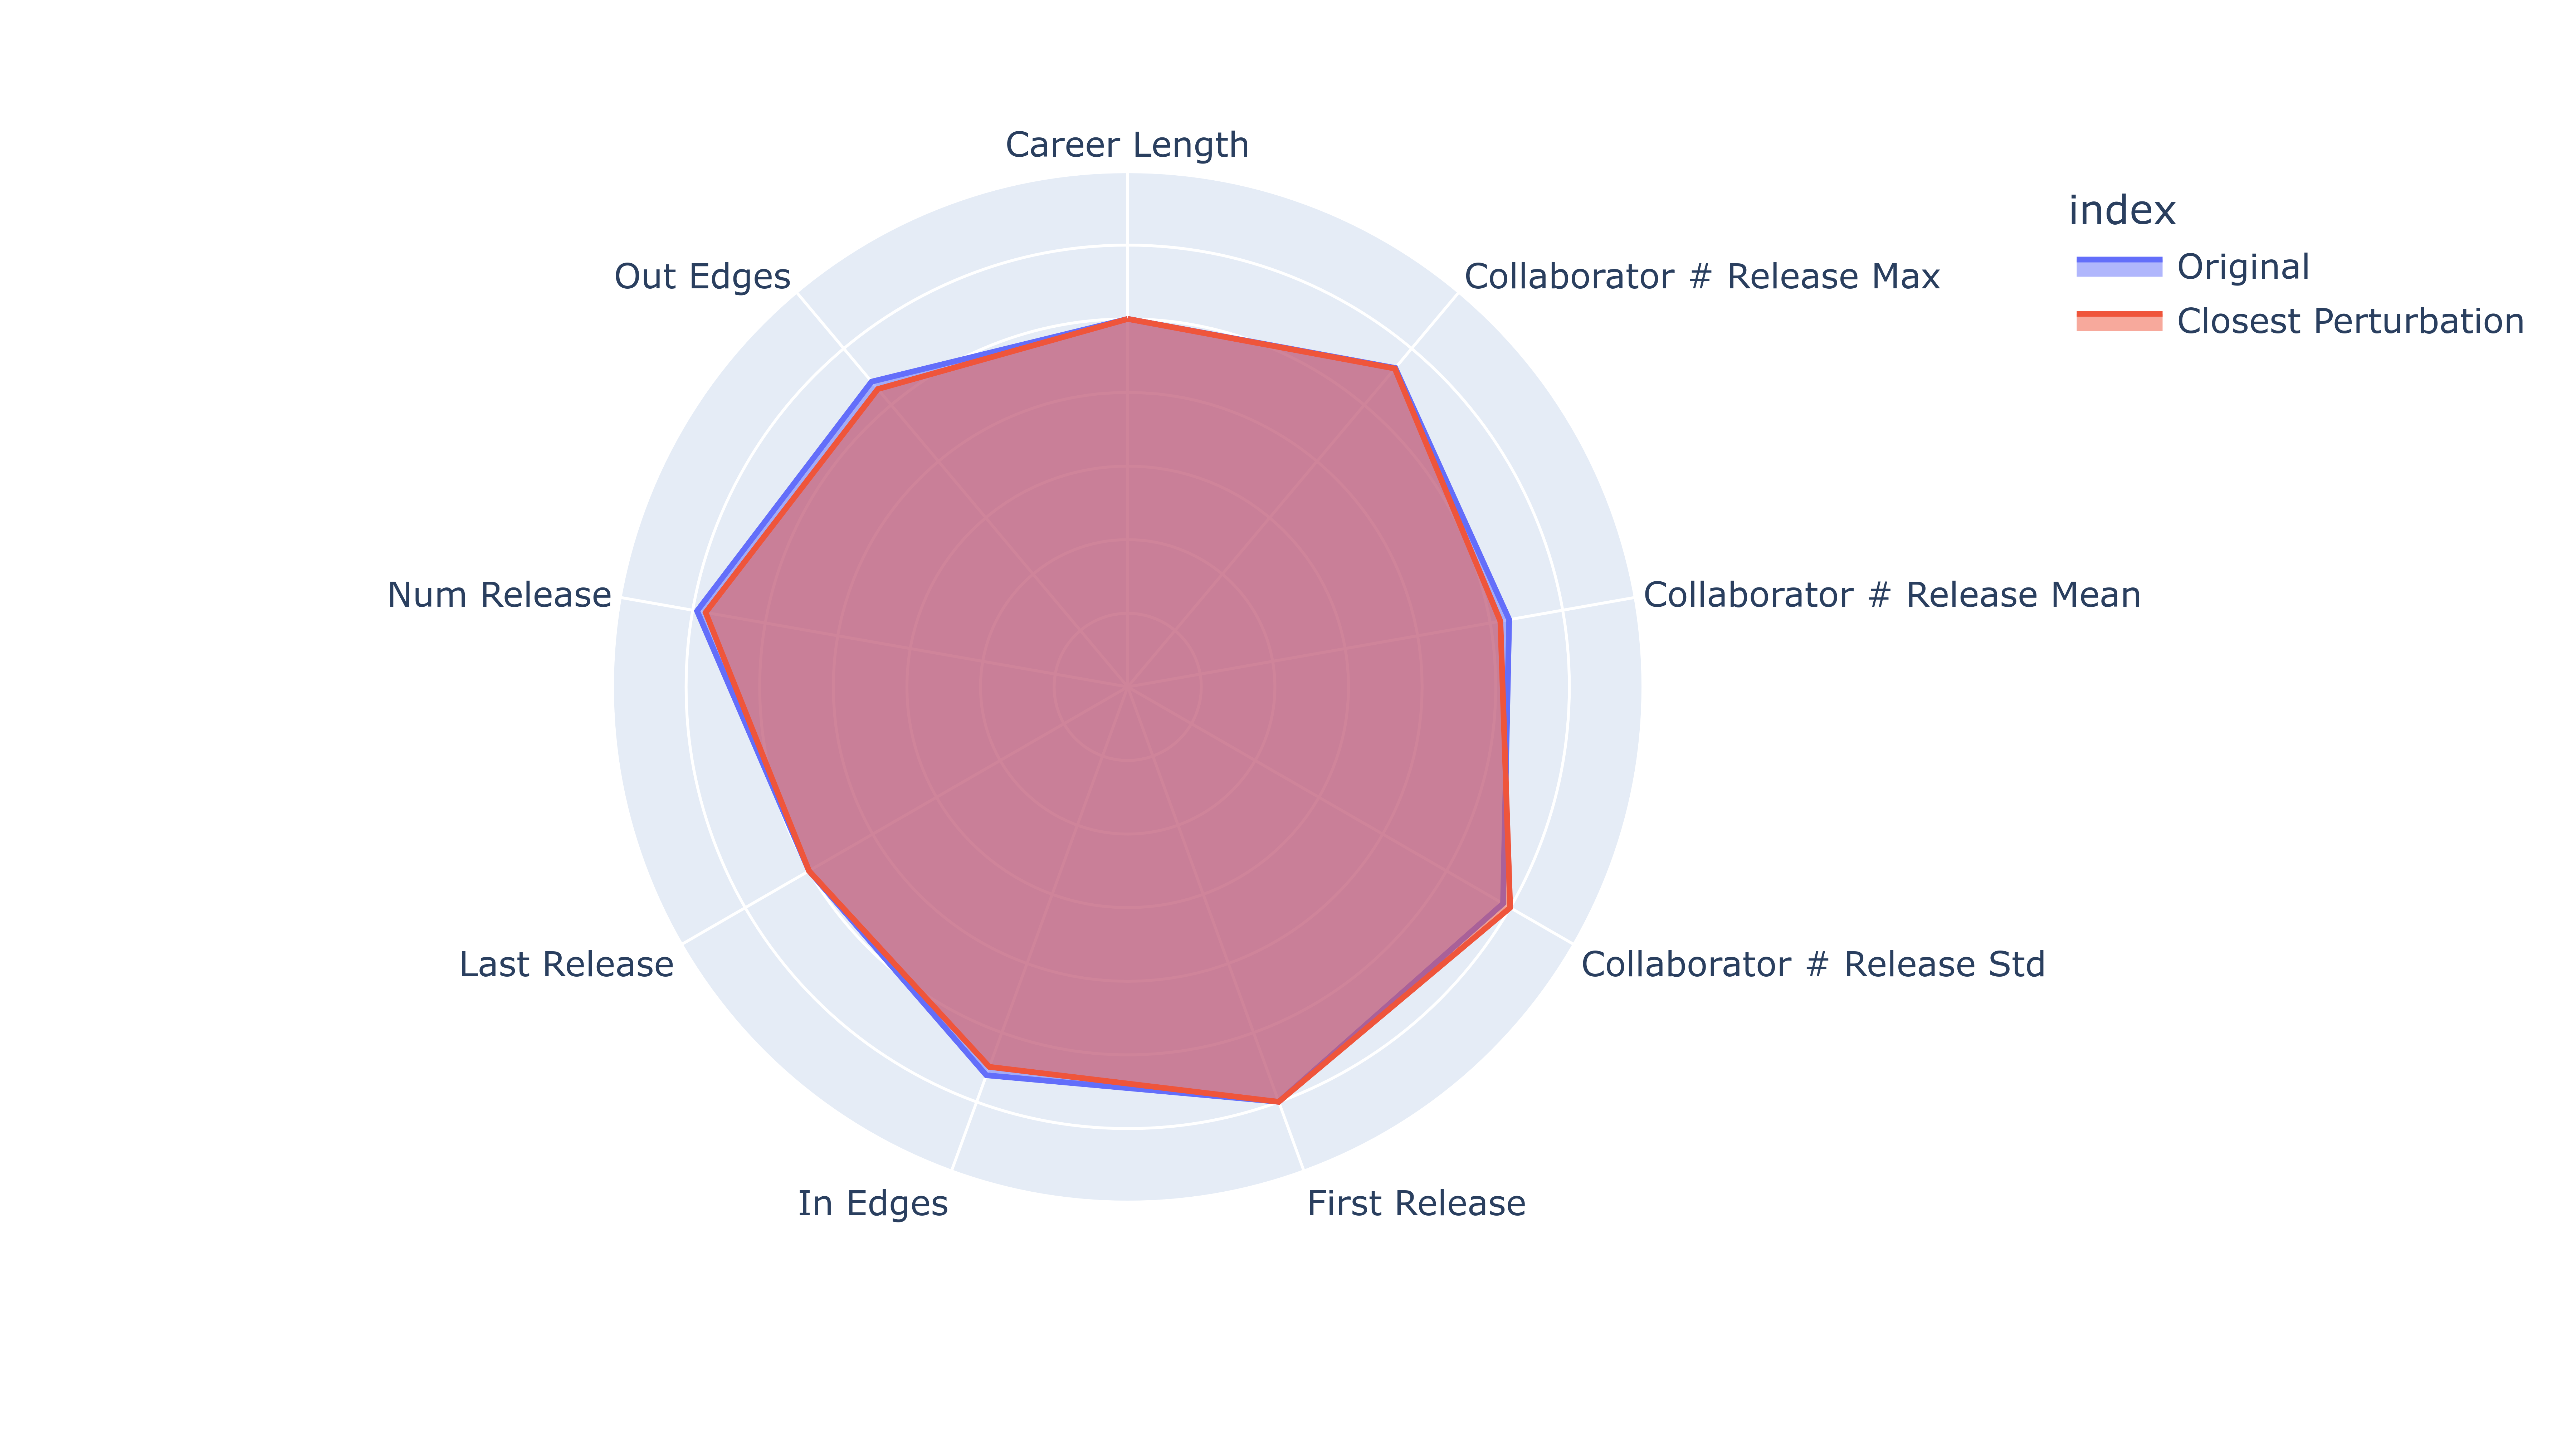 Career Length
Collaborator # Release Max
Collaborator # Release Mean
Collaborator # Release Std
First Release
In Edges
Last Release
Num Release
Out Edges
index
Original
Closest Perturbation